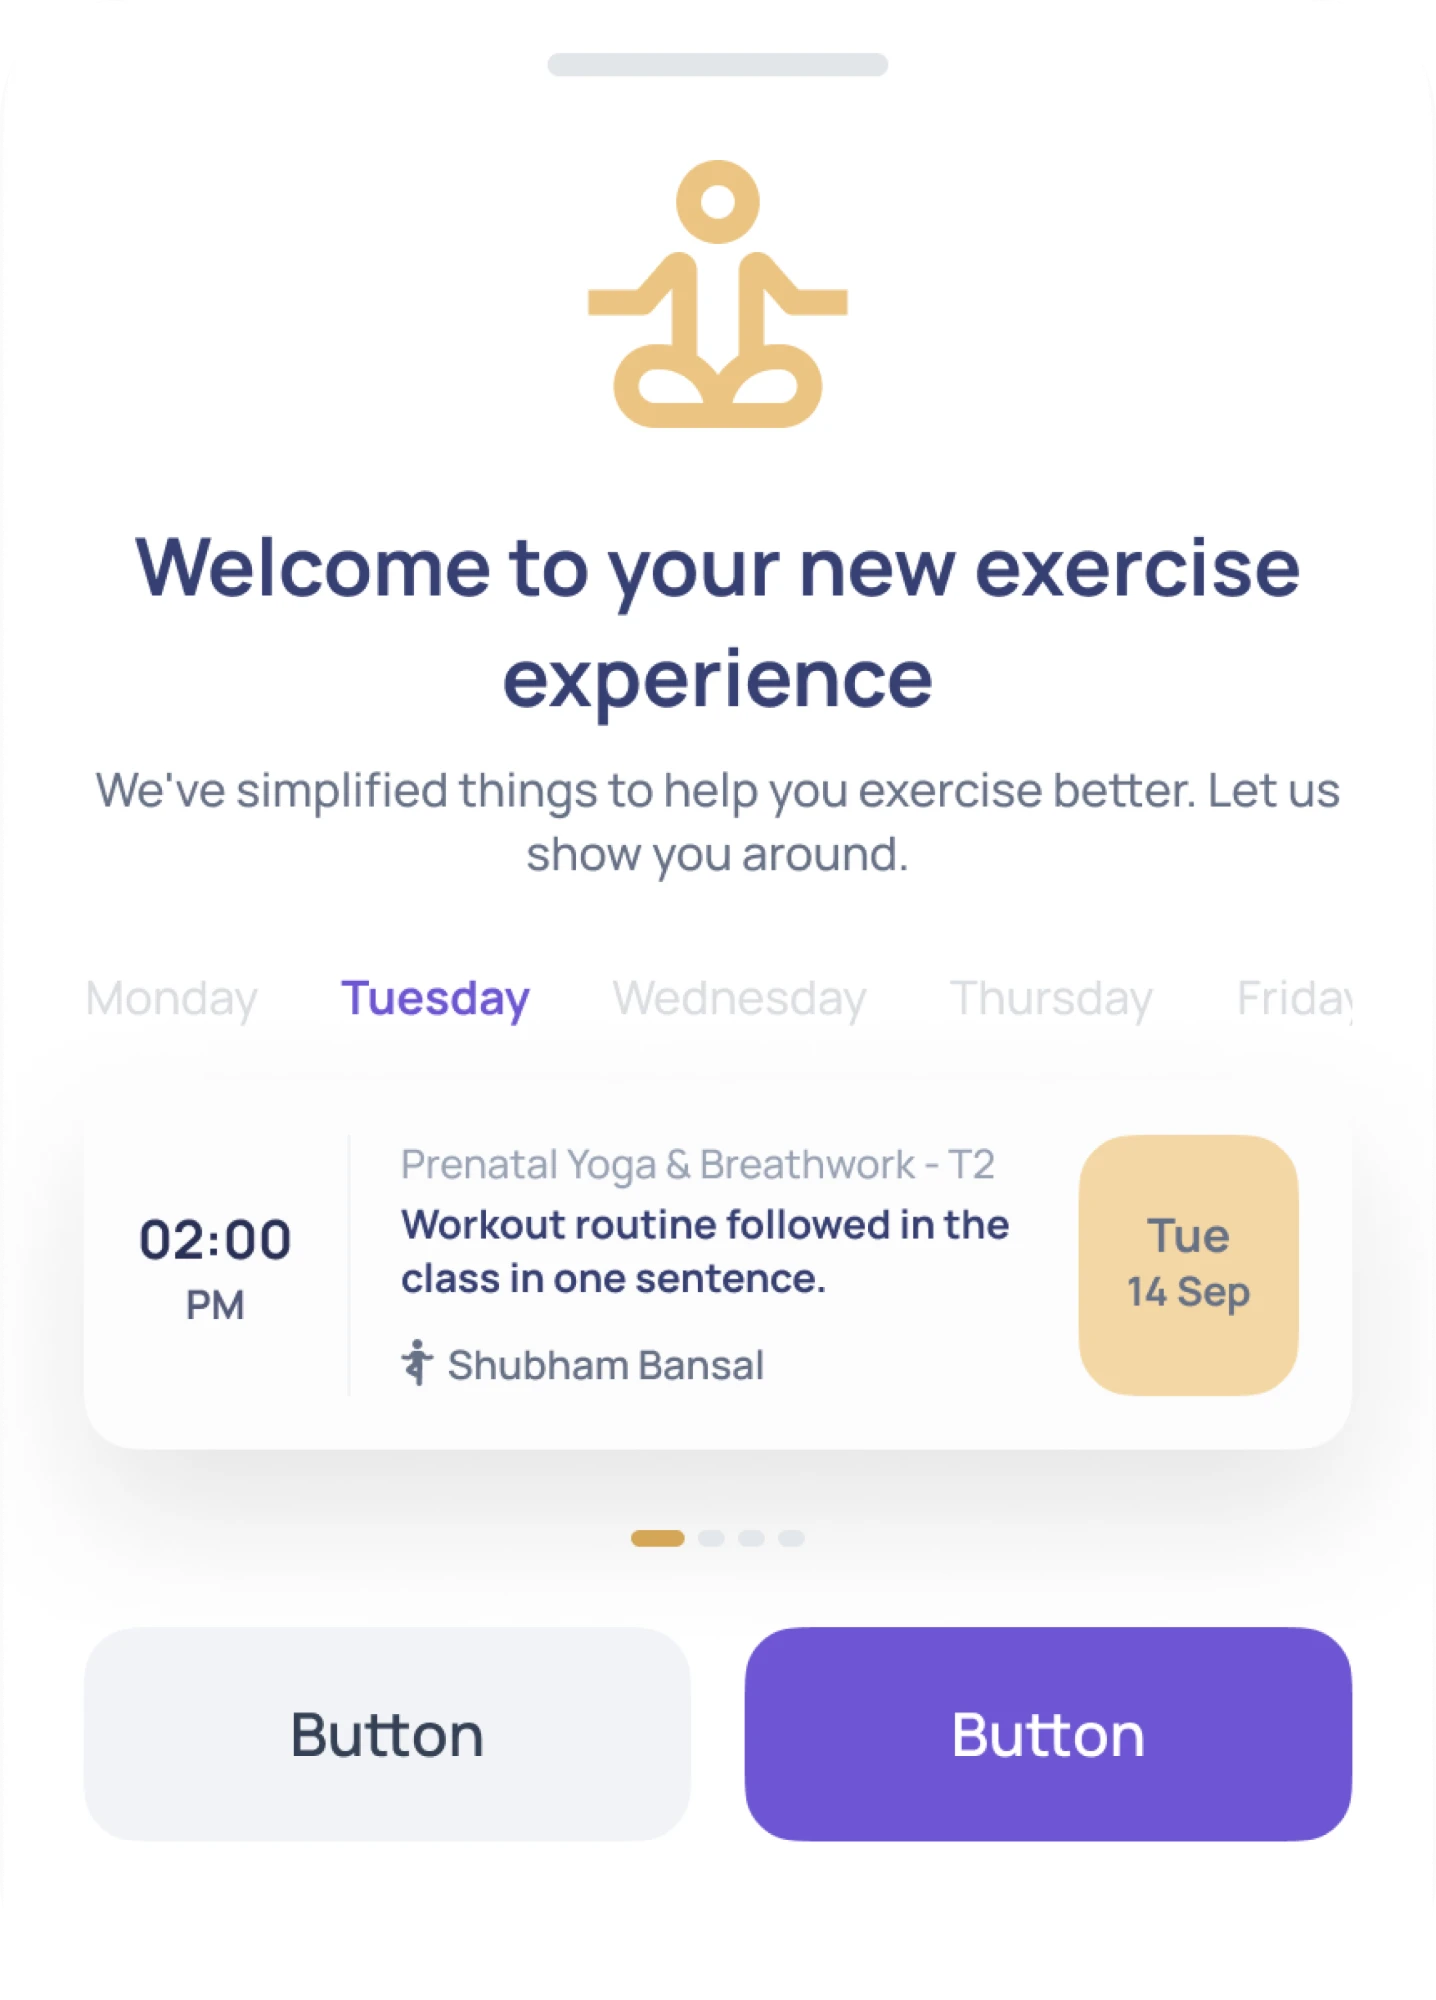 Welcome to your new exercise
experience
We've simplified things to help you exercise better. Let us
show you around.
Monday Tuesday Wednesday Thursday Friday
02:00
PM
Prenatal Yoga & Breathwork - T2
Workout routine followed in the
class in one sentence.
Shubham Bansal
Tue
14 Sep
Button Button